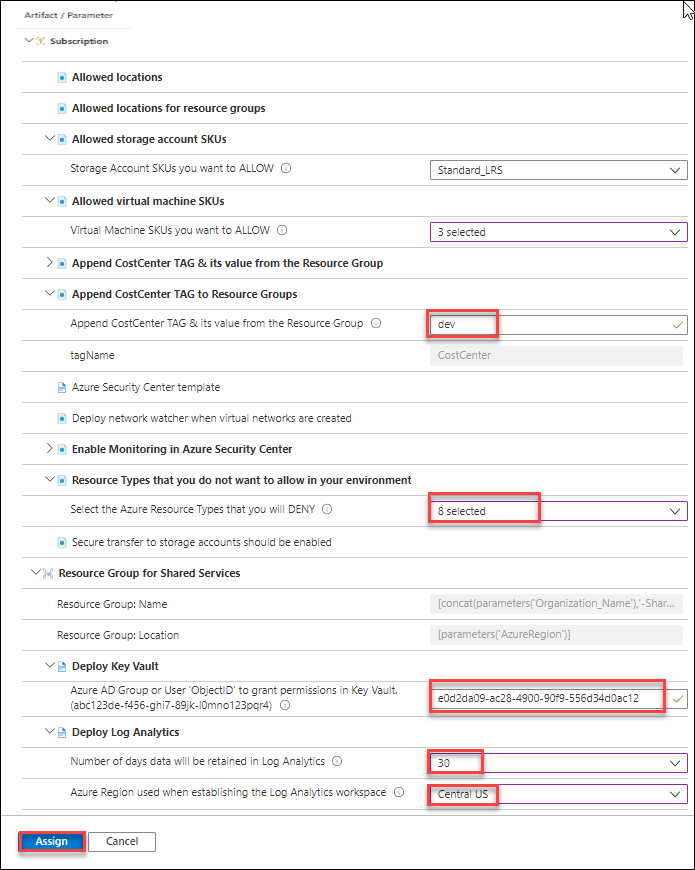 Artifact / Parameter
Subscription
Allowed locations
Allowed locations for resource groups
Allowed storage account SKUs
Storage Account SKUs you want to ALLOW Standard_LRS
Allowed virtual machine SKUs
Virtual Machine SKUs you want to ALLOW 3 selected
Append CostCenter TAG & its value from the Resource Group
Append CostCenter TAG to Resource Groups
Append CostCenter TAG & its value from the Resource Group dev
tagName CostCenter
Azure Security Center template
Deploy network watcher when virtual networks are created
Enable Monitoring in Azure Security Center
Resource Types that you do not want to allow in your environment
Select the Azure Resource Types that you will DENY 8 selected
Secure transfer to storage accounts should be enabled
Resource Group for Shared Services
Resource Group: Name [concat(parameters('Organization_Name'),'-Shar...
Resource Group: Location [parameters('AzureRegion')]
Deploy Key Vault
Azure AD Group or User 'ObjectID' to grant permissions in Key Vault.
(abc123de-f456-ghi7-89jk-l0mno123pqr4) e0d2da09-ac28-4900-90f9-556d34d0ac12
Deploy Log Analytics
Number of days data will be retained in Log Analytics 30
Azure Region used when establishing the Log Analytics workspace Central US
Assign Cancel